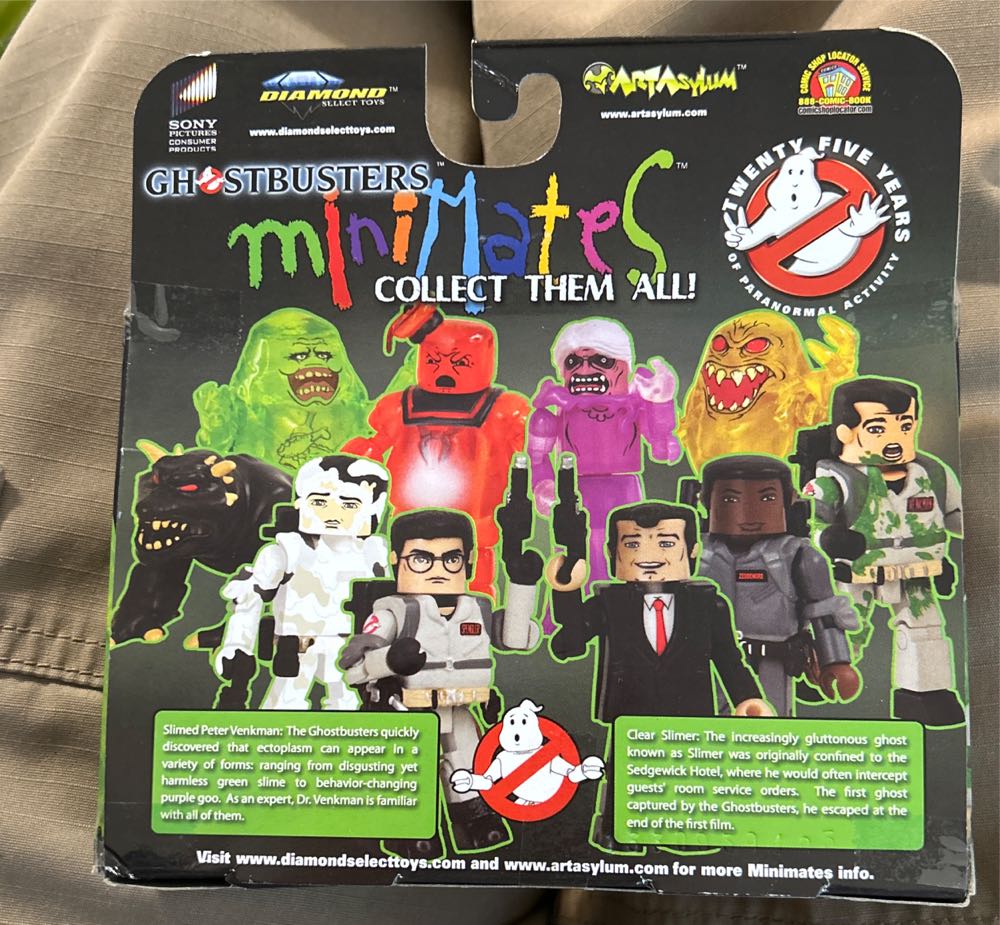 SONY
PICTURES
CONSUMER
PRODUCTS
DIAMOND™
SELECT TOYS
www.diamondselecttoys.com
ARTASYLUM™
www.artasylum.com
COMIC SHOP LOCATOR SERVICE
COMICS
888-COMIC-BOOK
comicshoplocator.com
GHOSTBUSTERS™
miniMates™
COLLECT THEM ALL!
TWENTY FIVE YEARS
OF PARANORMAL ACTIVITY
VENKMAN
ZEDDEMORE
SPENGLER
Slimed Peter Venkman: The Ghostbusters quickly
discovered that ectoplasm can appear in a
variety of forms: ranging from disgusting yet
harmless green slime to behavior-changing
purple goo. As an expert, Dr. Venkman is familiar
with all of them.
Clear Slimer: The increasingly gluttonous ghost
known as Slimer was originally confined to the
Sedgewick Hotel, where he would often intercept
guests' room service orders. The first ghost
captured by the Ghostbusters, he escaped at the
end of the first film.
Visit www.diamondselecttoys.com and www.artasylum.com for more Minimates info.